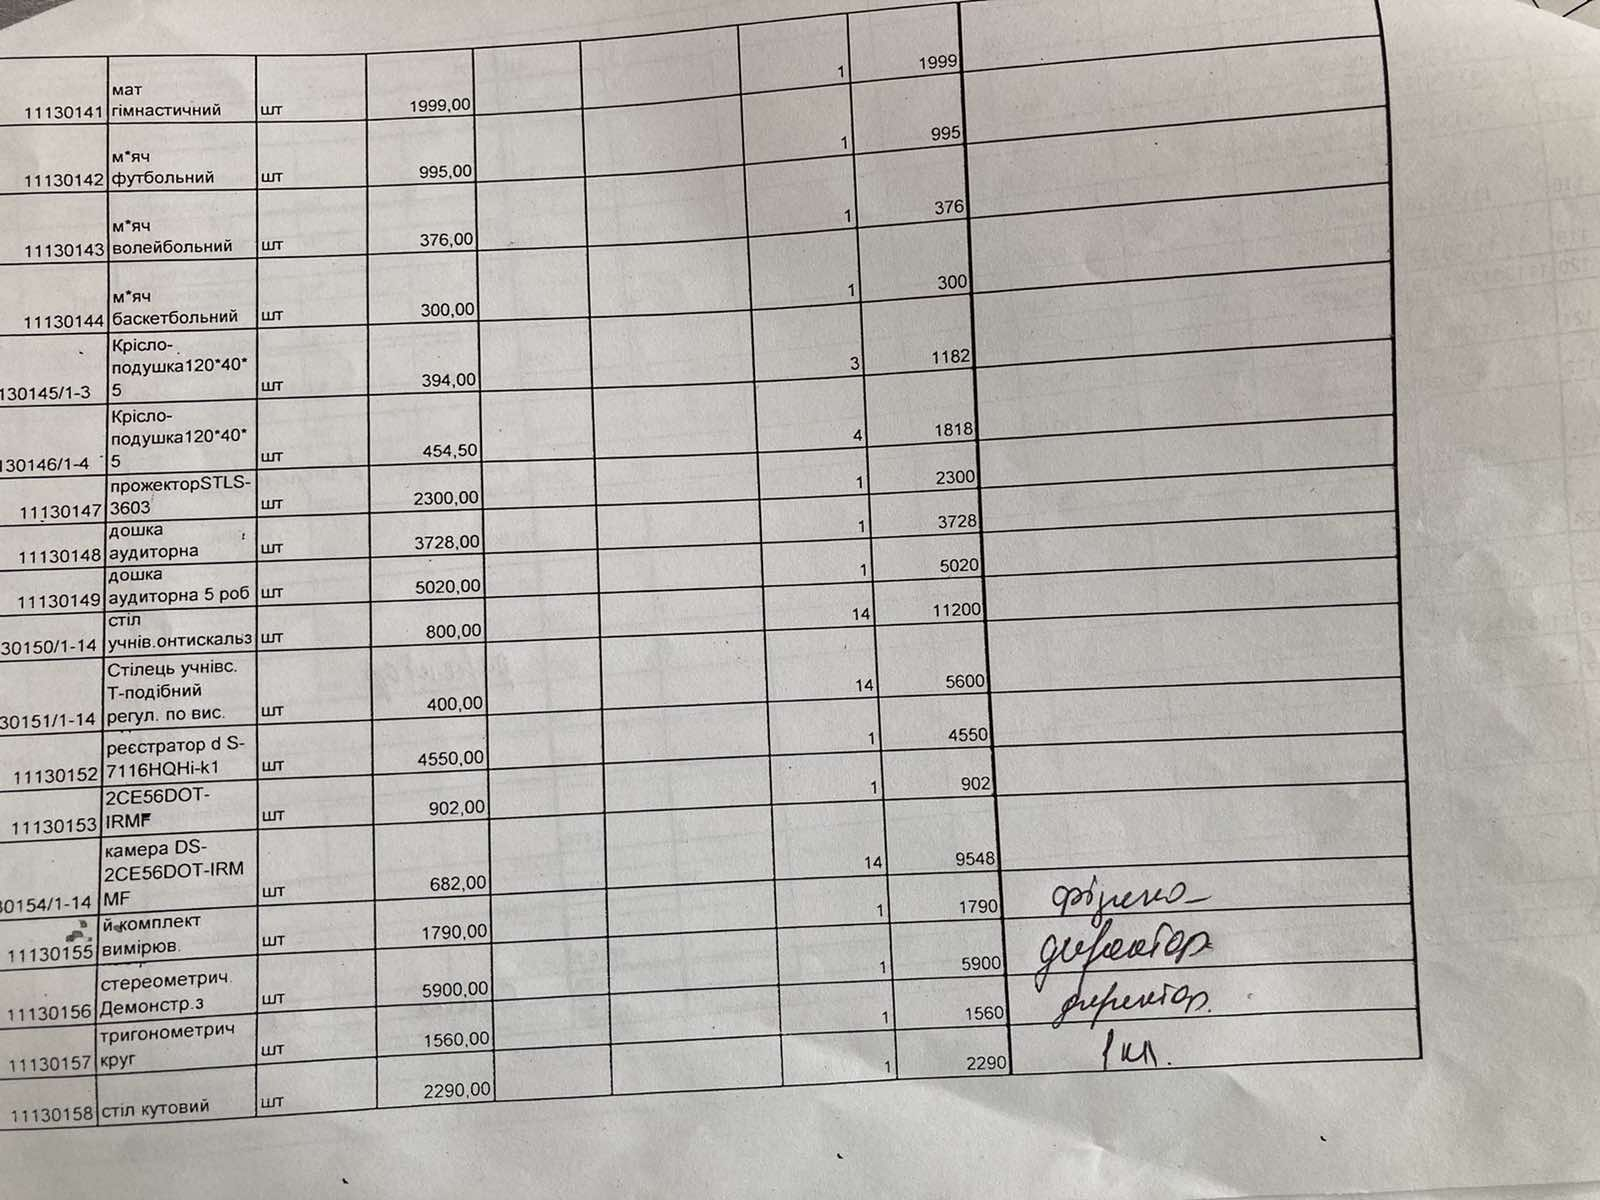 11130141 мат гімнастичний шт 1999,00 1 1999
11130142 м*яч футбольний шт 995,00 1 995
11130143 м*яч волейбольний шт 376,00 1 376
11130144 м*яч баскетбольний шт 300,00 1 300
130145/1-3 Крісло-подушка120*40*5 шт 394,00 3 1182
130146/1-4 Крісло-подушка120*40*5 шт 454,50 4 1818
11130147 прожекторSTLS-3603 шт 2300,00 1 2300
11130148 дошка аудиторна шт 3728,00 1 3728
11130149 дошка аудиторна 5 роб шт 5020,00 1 5020
30150/1-14 стіл учнів.онтискальз шт 800,00 14 11200
30151/1-14 Стілець учнівс. Т-подібний регул. по вис. шт 400,00 14 5600
11130152 реєстратор d S-7116HQHi-k1 шт 4550,00 1 4550
11130153 2CE56DOT-IRMF шт 902,00 1 902
30154/1-14 камера DS-2CE56DOT-IRM MF шт 682,00 14 9548
11130155 й комплект вимірюв. шт 1790,00 1 1790
11130156 стереометрич. Демонстр.з шт 5900,00 1 5900 директор
11130157 тригонометрич круг шт 1560,00 1 1560 директор.
11130158 стіл кутовий шт 2290,00 1 2290 1 кл.